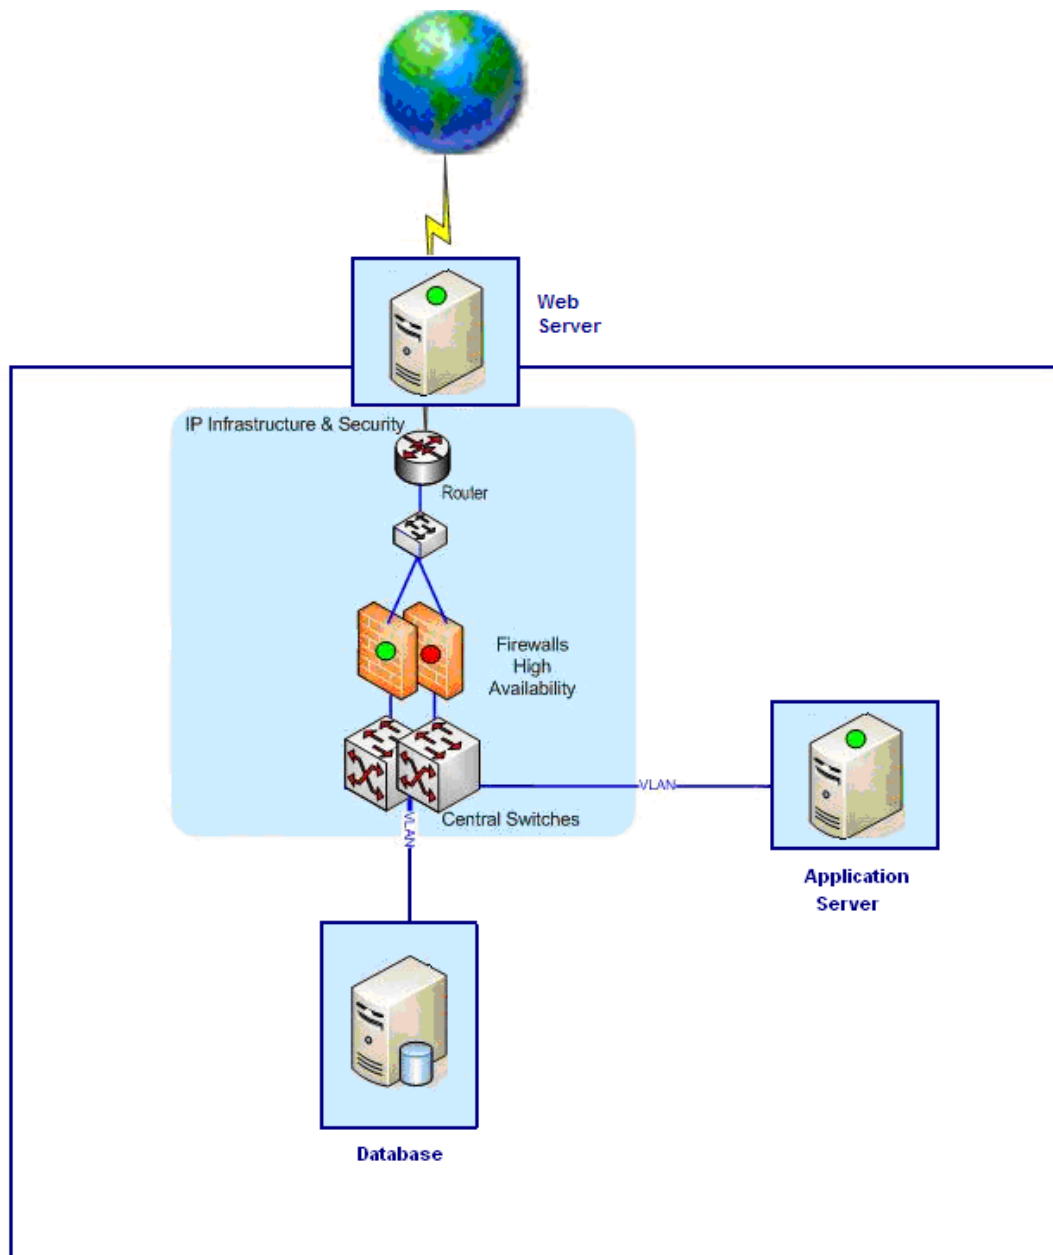 Web
Server
IP Infrastructure & Security
Router
Firewalls
High
Availability
VLAN
Central Switches
VLAN
Application
Server
Database